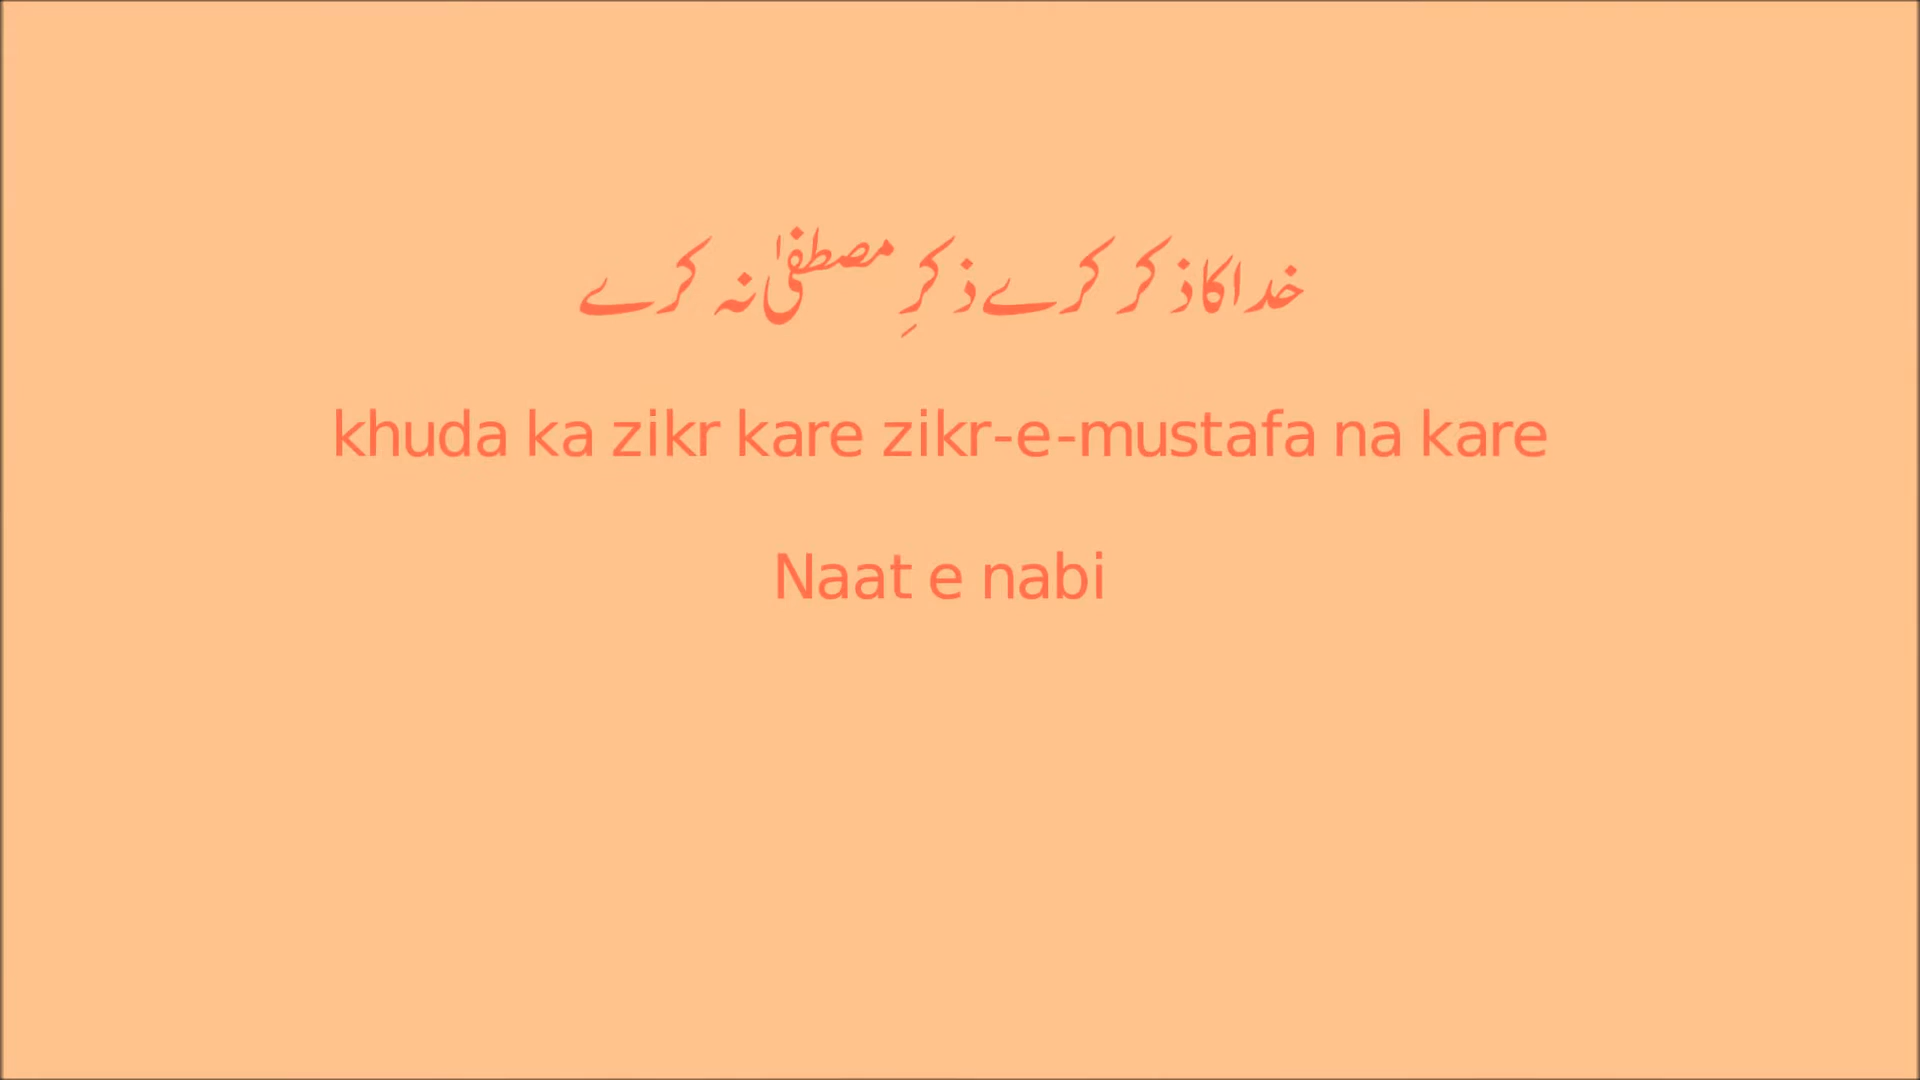 خدا کا ذکر کرے ذکرِ مصطفیٰ نہ کرے
khuda ka zikr kare zikr-e-mustafa na kare
Naat e nabi